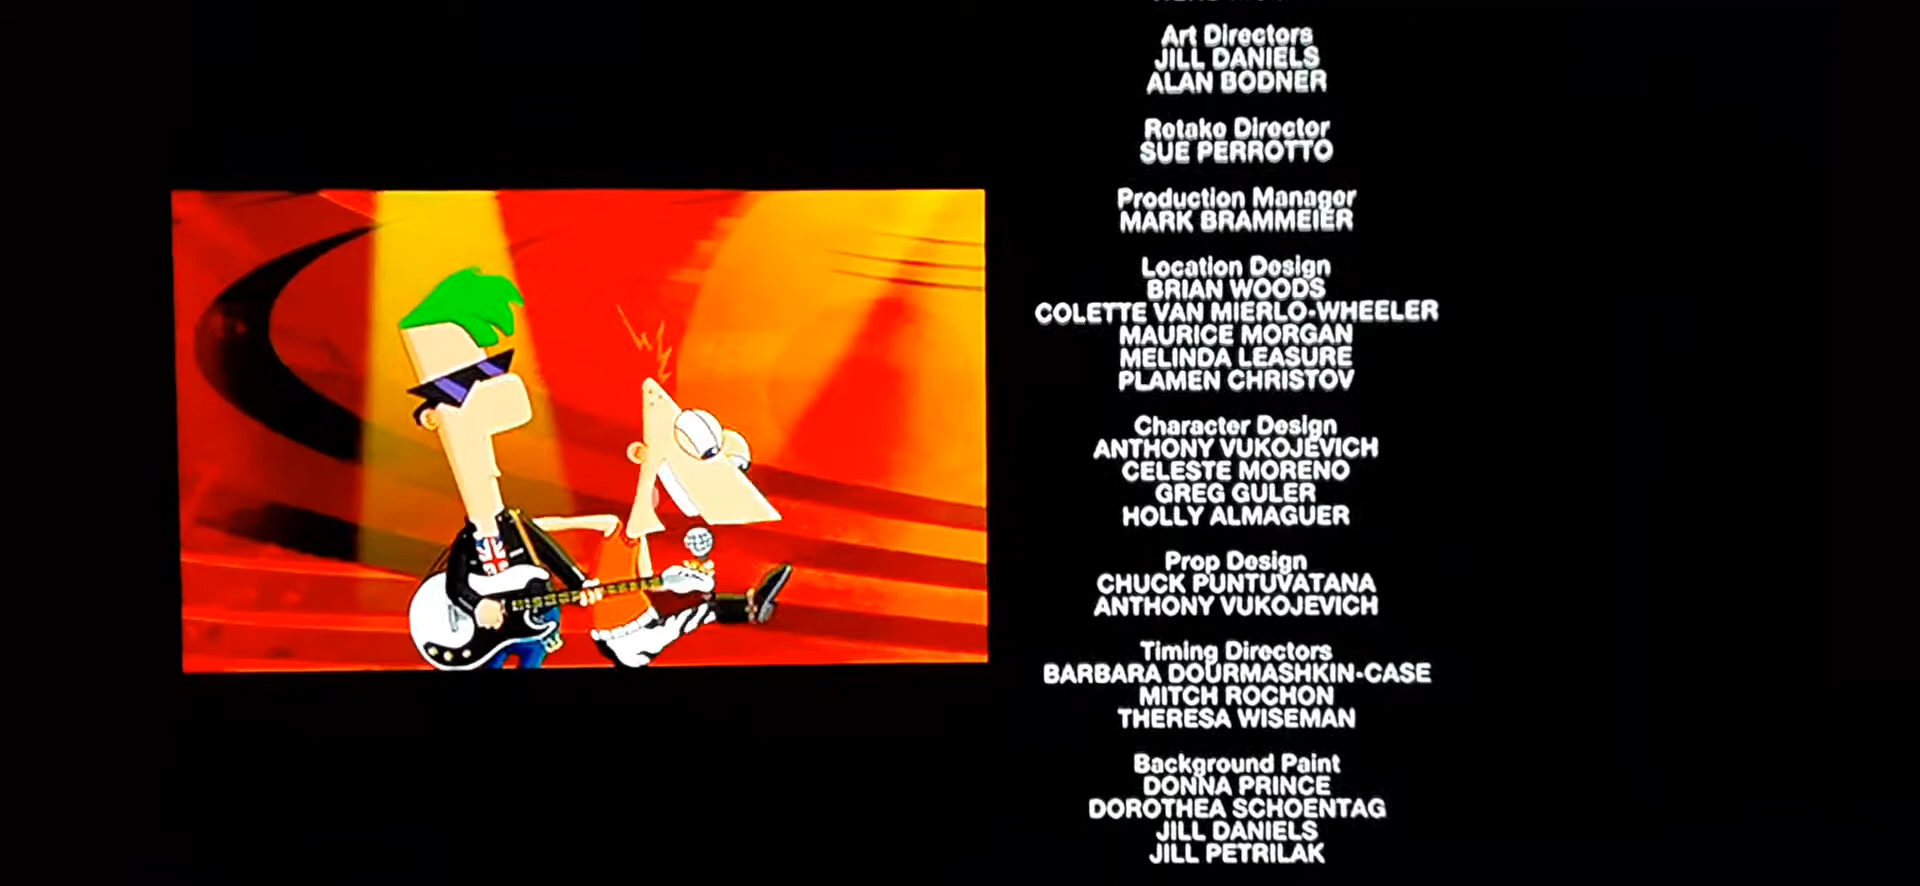 Art Directors
JILL DANIELS
ALAN BODNER
Retake Director
SUE PERROTTO
Production Manager
MARK BRAMMEIER
Location Design
BRIAN WOODS
COLETTE VAN MIERLO-WHEELER
MAURICE MORGAN
MELINDA LEASURE
PLAMEN CHRISTOV
Character Design
ANTHONY VUKOJEVICH
CELESTE MORENO
GREG GULER
HOLLY ALMAGUER
Prop Design
CHUCK PUNTUVATANA
ANTHONY VUKOJEVICH
Timing Directors
BARBARA DOURMASHKIN-CASE
MITCH ROCHON
THERESA WISEMAN
Background Paint
DONNA PRINCE
DOROTHEA SCHOENTAG
JILL DANIELS
JILL PETRILAK